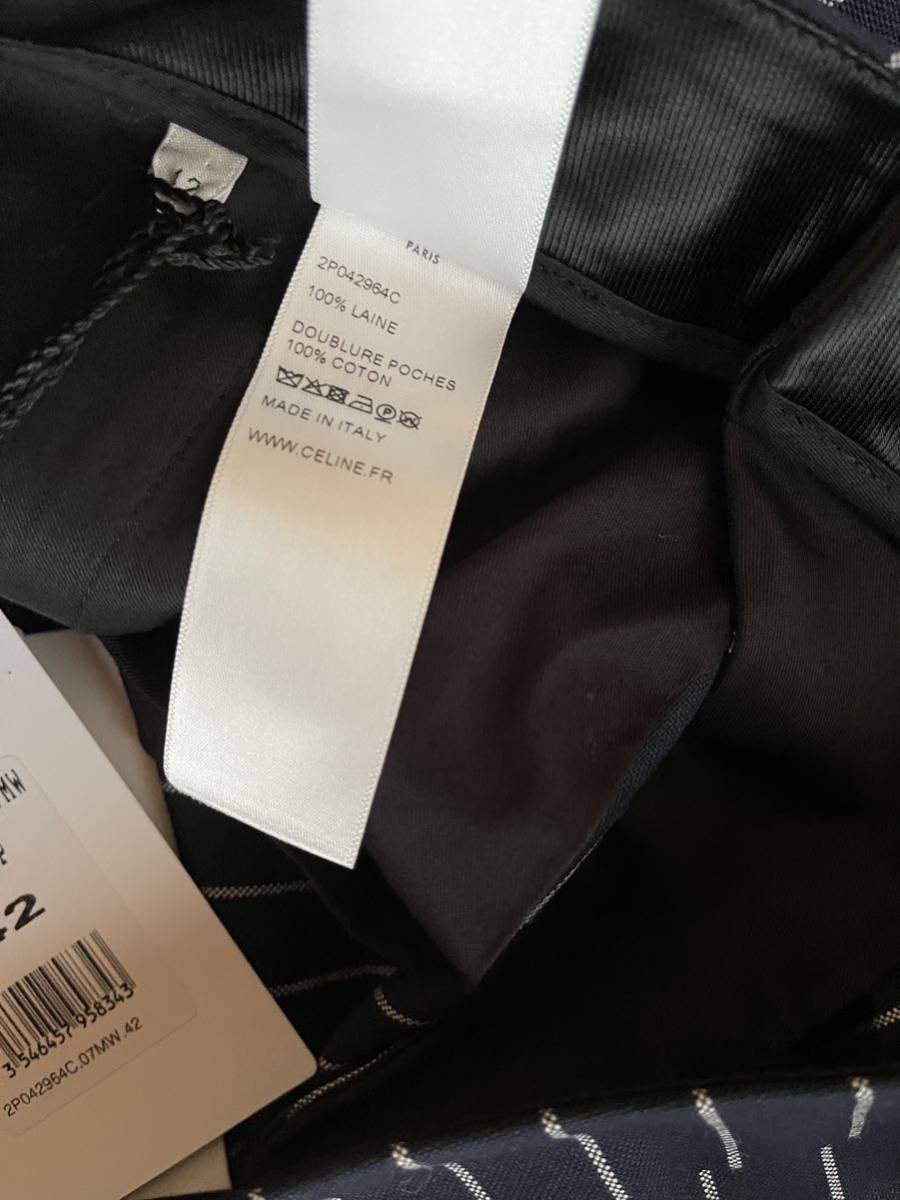 PARIS
2P042964C
100% LAINE
DOUBLURE POCHES
100% COTON
P W
MADE IN ITALY
WWW.CELINE.FR
MW
42
3 546457 958343
2P042964C.07MW.42